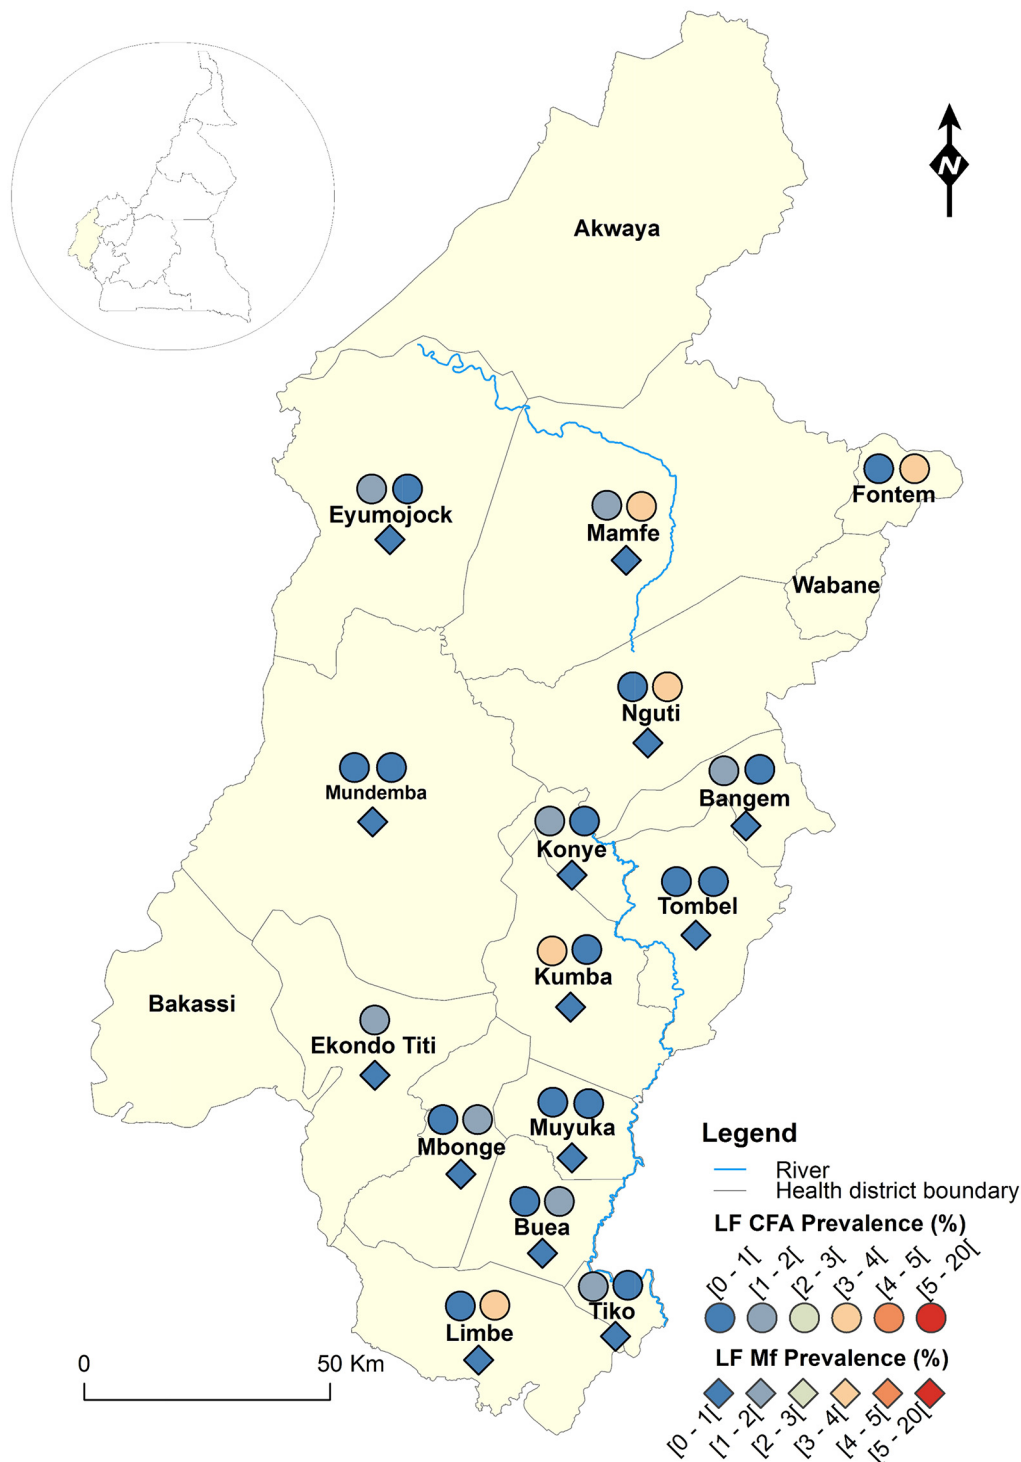 N
Akwaya
Fontem
Eyumojock
Mamfe
Wabane
Nguti
Mundemba
Bangem
Konye
Tombel
Kumba
Bakassi
Ekondo Titi
Muyuka
Mbonge
Buea
Tiko
Limbe
0 50 Km
Legend
River
Health district boundary
LF CFA Prevalence (%)
[0 - 1[ [1 - 2[ [2 - 3[ [3 - 4[ [4 - 5[ [5 - 20[
LF Mf Prevalence (%)
[0 - 1[ [1 - 2[ [2 - 3[ [3 - 4[ [4 - 5[ [5 - 20[